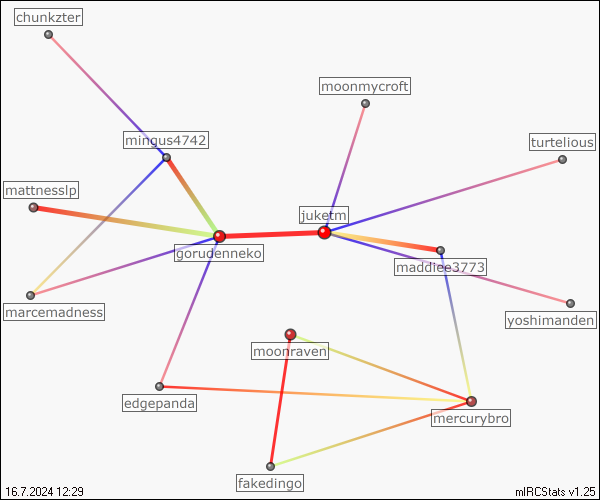 chunkzter
moonmycroft
mingus4742
turtelious
mattnesslp
juketm
gorudenneko
maddiee3773
marcemadness
yoshimanden
moonraven
edgepanda
mercurybro
fakedingo
16.7.2024 12:29
mIRCStats v1.25